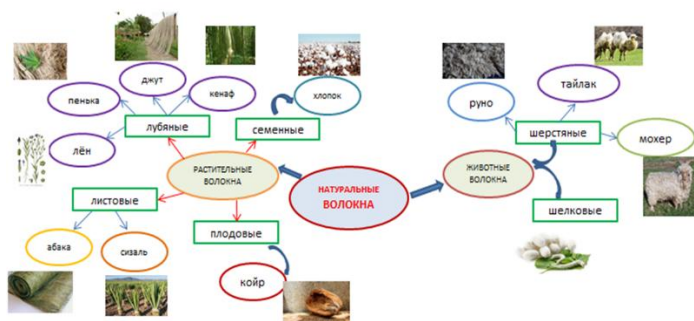 джут
пенька
кенаф
лён
лубяные
семенные
хлопок
РАСТИТЕЛЬНЫЕ
ВОЛОКНА
листовые
абака
сизаль
плодовые
койр
НАТУРАЛЬНЫЕ
ВОЛОКНА
ЖИВОТНЫЕ
ВОЛОКНА
руно
тайлак
шерстяные
мохер
шелковые